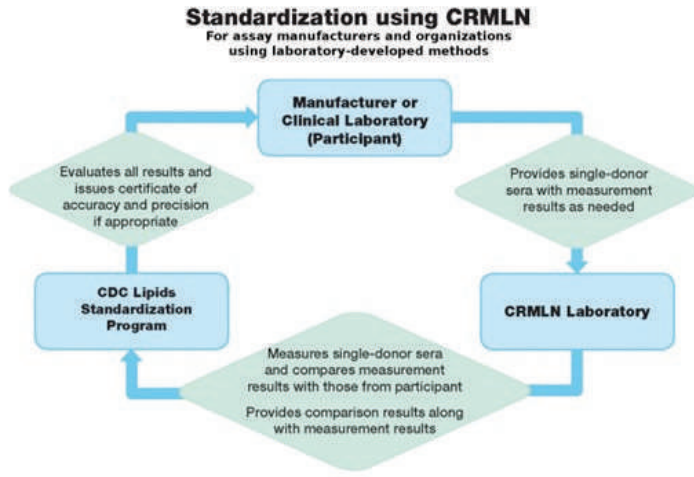 Standardization using CRMLN
For assay manufacturers and organizations
using laboratory-developed methods
Manufacturer or
Clinical Laboratory
(Participant)
Evaluates all results and
issues certificate of
accuracy and precision
if appropriate
Provides single-donor
sera with measurement
results as needed
CDC Lipids
Standardization
Program
CRMLN Laboratory
Measures single-donor sera
and compares measurement
results with those from participant
Provides comparison results along
with measurement results